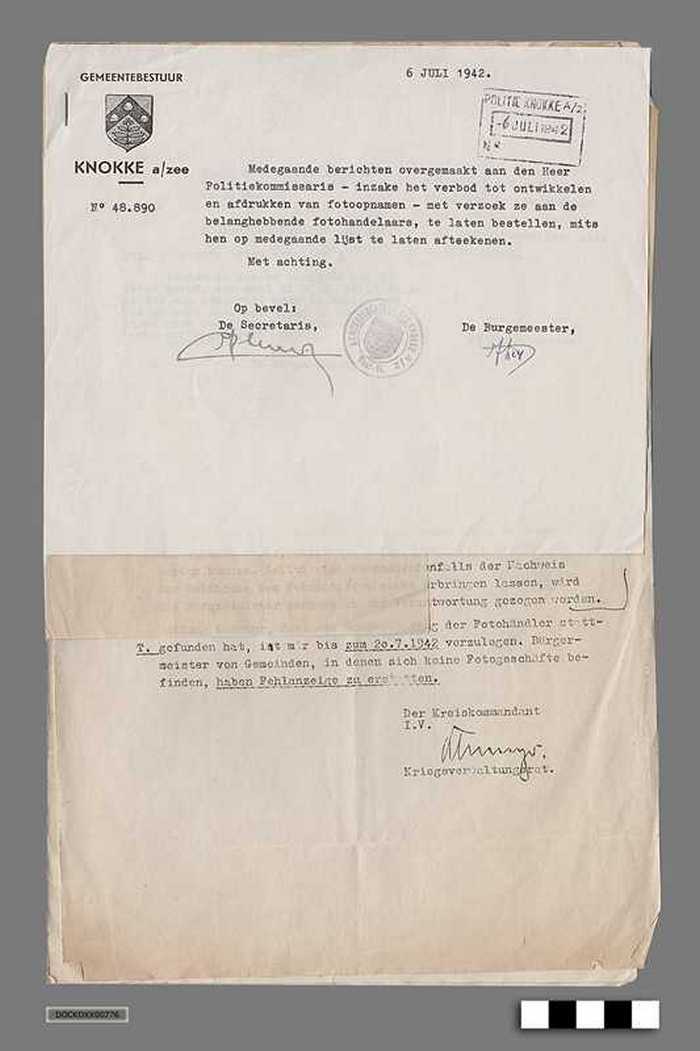 GEMEENTEBESTUUR
KNOKKE a/zee
N° 48.890
6 JULI 1942.
POLITIE KNOKKE A/Z
-6 JULI 1942
N R
Medegaande berichten overgemaakt aan den Heer
Politiekommissaris - inzake het verbod tot ontwikkelen
en afdrukken van fotoopnamen - met verzoek ze aan de
belanghebbende fotohandelaars, te laten bestellen, mits
hen op medegaande lijst te laten afteekenen.
Met achting.
Op bevel:
De Secretaris,
De Burgemeester,
nfalls der Nachweis
rbringen lassen, wird
twortung gezogen worden.
g der Fotohändler statt-
T. gefunden hat, ist mir bis zum 20.7.1942 vorzulegen. Bürger-
meister von Gemeinden, in denen sich keine Fotogeschäfte be-
finden, haben Fehlanzeige zu erstatten.
Der Kreiskommandant
I.V.
Kriegsverwaltungsrat.
DOCKDXX00776